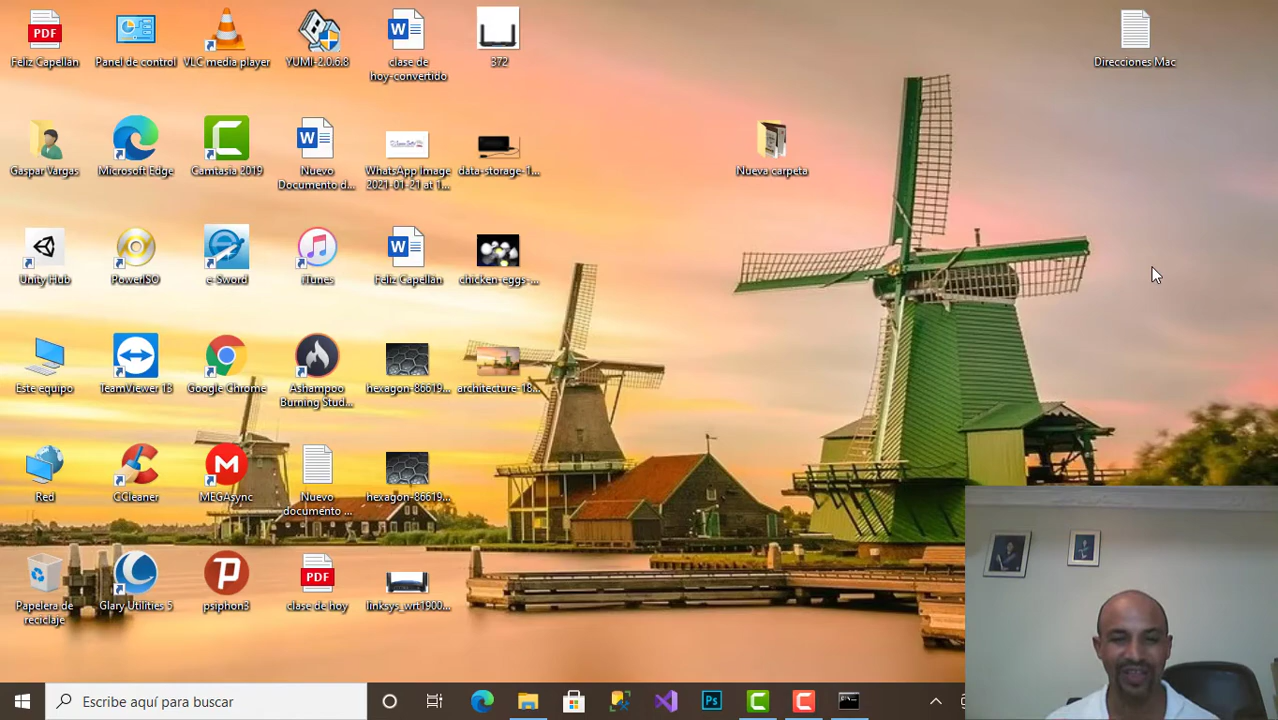 Feliz Capellán
Panel de control
VLC media player
YUMI-2.0.6.8
clase de
hoy-convertido
372
Direcciones Mac
Gaspar Vargas
Microsoft Edge
Camtasia 2019
Nuevo
Documento d...
WhatsApp Image
2021-01-21 at 1...
data-storage-1...
Nueva carpeta
Unity Hub
PowerISO
e-Sword
iTunes
Feliz Capellán
chicken-eggs-...
Este equipo
TeamViewer 13
Google Chrome
Ashampoo
Burning Stud...
hexagon-86619...
architecture-18...
Red
CCleaner
MEGAsync
Nuevo
documento ...
hexagon-86619...
Papelera de
reciclaje
Glary Utilities 5
psiphon3
clase de hoy
linksys_wrt1900...
PDF
W
W
W
M
PDF
Escribe aquí para buscar
Ps